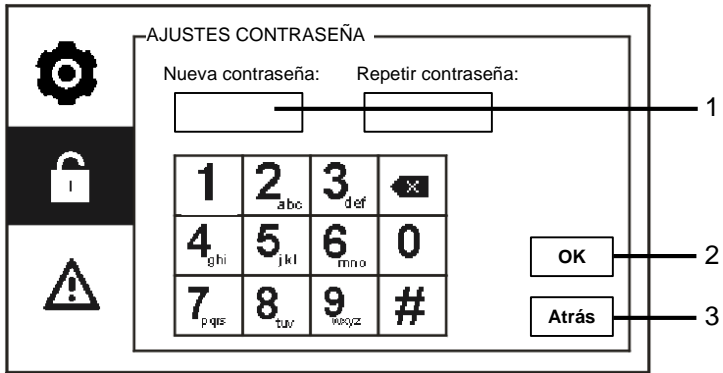 AJUSTES CONTRASEÑA
Nueva contraseña: Repetir contraseña:
1
1 2abc 3def X
4ghi 5jkl 6mno 0
OK 2
7pqrs 8tuv 9wxyz #
Atrás 3